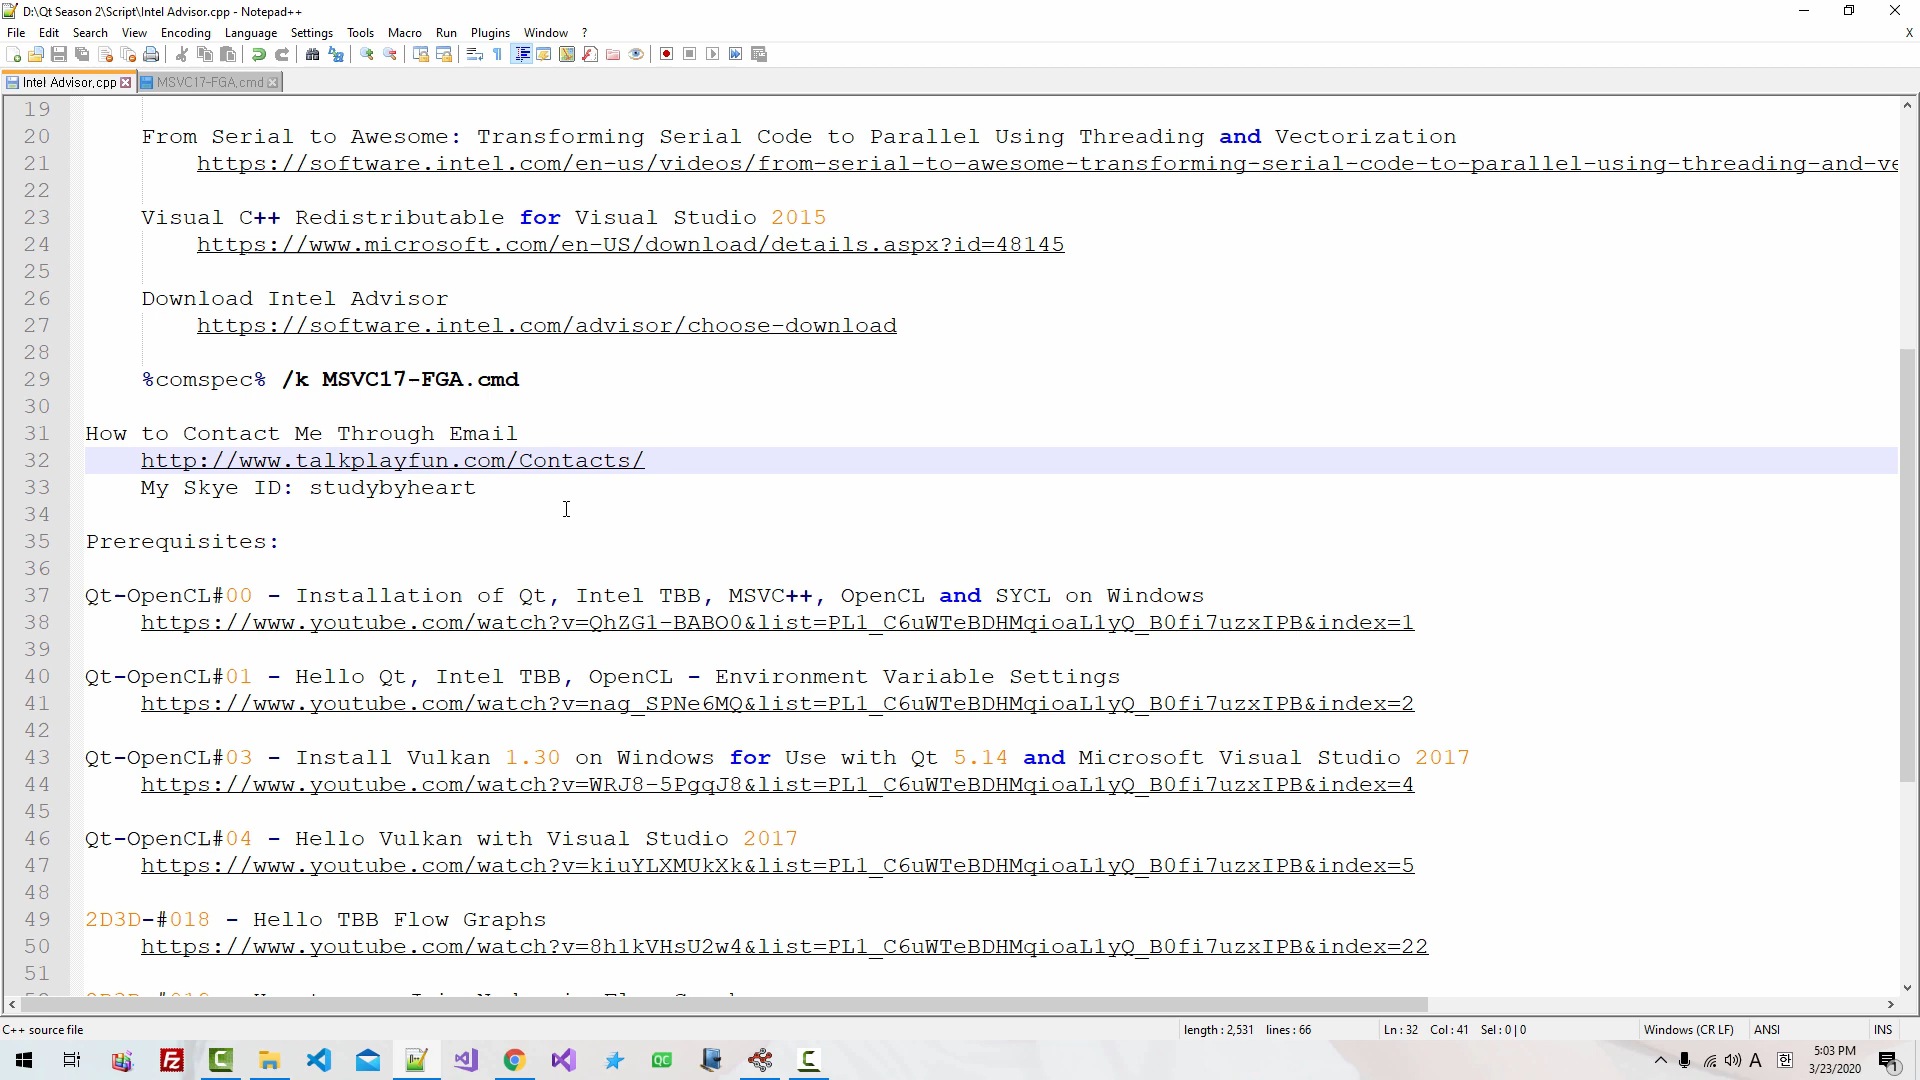 D:\Qt Season 2\Script\Intel Advisor.cpp - Notepad++
File Edit Search View Encoding Language Settings Tools Macro Run Plugins Window ? X
Intel Advisor.cpp MSVC17-FGA.cmd
19
20 From Serial to Awesome: Transforming Serial Code to Parallel Using Threading and Vectorization
21 https://software.intel.com/en-us/videos/from-serial-to-awesome-transforming-serial-code-to-parallel-using-threading-and-ve
22
23 Visual C++ Redistributable for Visual Studio 2015
24 https://www.microsoft.com/en-US/download/details.aspx?id=48145
25
26 Download Intel Advisor
27 https://software.intel.com/advisor/choose-download
28
29 %comspec% /k MSVC17-FGA.cmd
30
31 How to Contact Me Through Email
32 http://www.talkplayfun.com/Contacts/
33 My Skye ID: studybyheart
34
35 Prerequisites:
36
37 Qt-OpenCL#00 - Installation of Qt, Intel TBB, MSVC++, OpenCL and SYCL on Windows
38 https://www.youtube.com/watch?v=QhZG1-BABO0&list=PL1_C6uWTeBDHMqioaL1yQ_B0fi7uzxIPB&index=1
39
40 Qt-OpenCL#01 - Hello Qt, Intel TBB, OpenCL - Environment Variable Settings
41 https://www.youtube.com/watch?v=nag_SPNe6MQ&list=PL1_C6uWTeBDHMqioaL1yQ_B0fi7uzxIPB&index=2
42
43 Qt-OpenCL#03 - Install Vulkan 1.30 on Windows for Use with Qt 5.14 and Microsoft Visual Studio 2017
44 https://www.youtube.com/watch?v=WRJ8-5PgqJ8&list=PL1_C6uWTeBDHMqioaL1yQ_B0fi7uzxIPB&index=4
45
46 Qt-OpenCL#04 - Hello Vulkan with Visual Studio 2017
47 https://www.youtube.com/watch?v=kiuYLXMUkXk&list=PL1_C6uWTeBDHMqioaL1yQ_B0fi7uzxIPB&index=5
48
49 2D3D-#018 - Hello TBB Flow Graphs
50 https://www.youtube.com/watch?v=8h1kVHsU2w4&list=PL1_C6uWTeBDHMqioaL1yQ_B0fi7uzxIPB&index=22
51
C++ source file length : 2,531 lines : 66 Ln : 32 Col : 41 Sel : 0 | 0 Windows (CR LF) ANSI INS
A 한 5:03 PM
3/23/2020